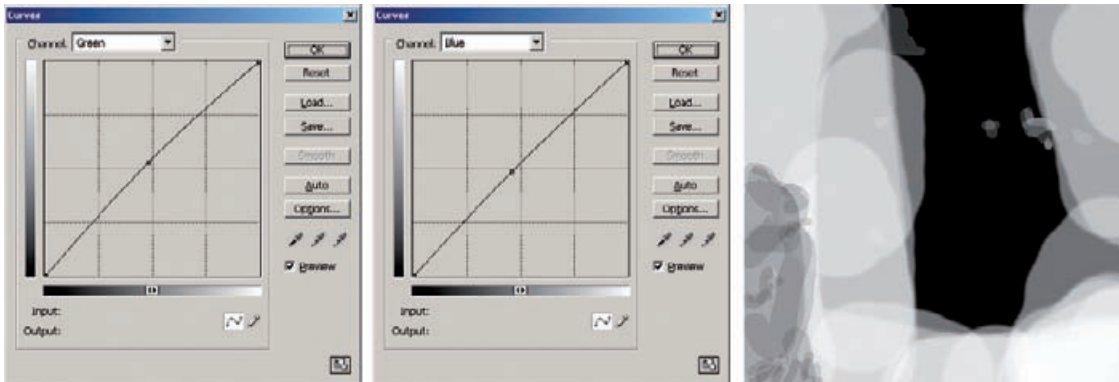 Curves
Channel: Green
OK
Reset
Load...
Save...
Smooth
Auto
Options...
Preview
Input:
Output:
Curves
Channel: Blue
OK
Reset
Load...
Save...
Smooth
Auto
Options...
Preview
Input:
Output: